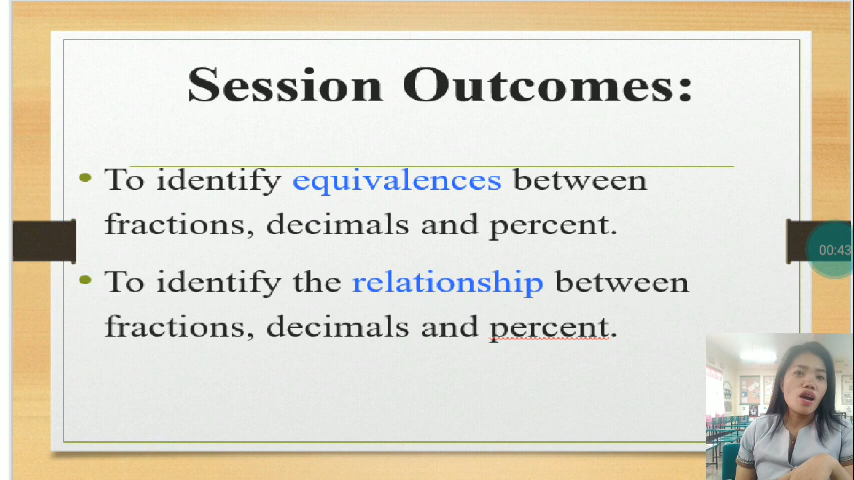 Session Outcomes:
• To identify equivalences between
fractions, decimals and percent.
• To identify the relationship between
fractions, decimals and percent.
00:43